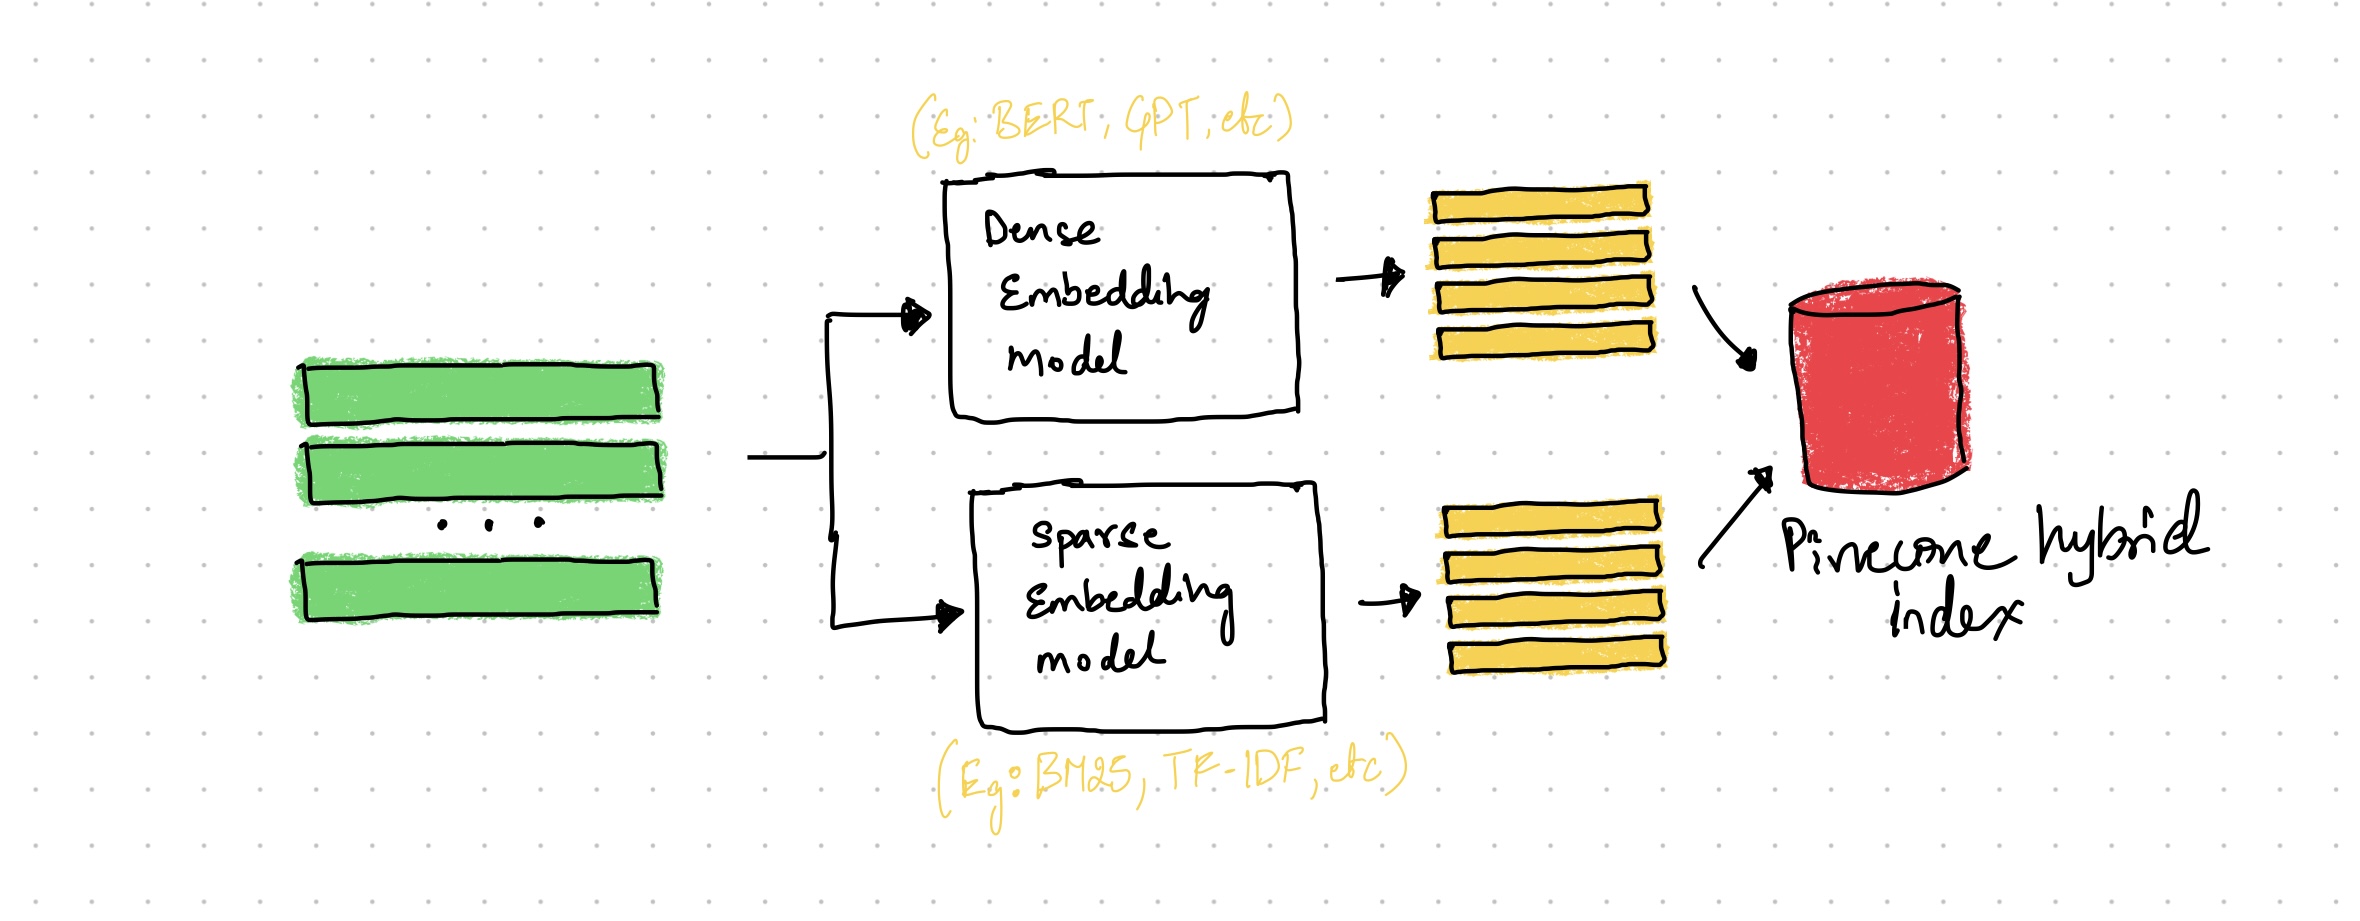 (Eg: BERT, GPT, etc)
Dense
Embedding
Model
Sparse
Embedding
model
(Eg: BM25, TF-IDF, etc)
Pinecone hybrid
index